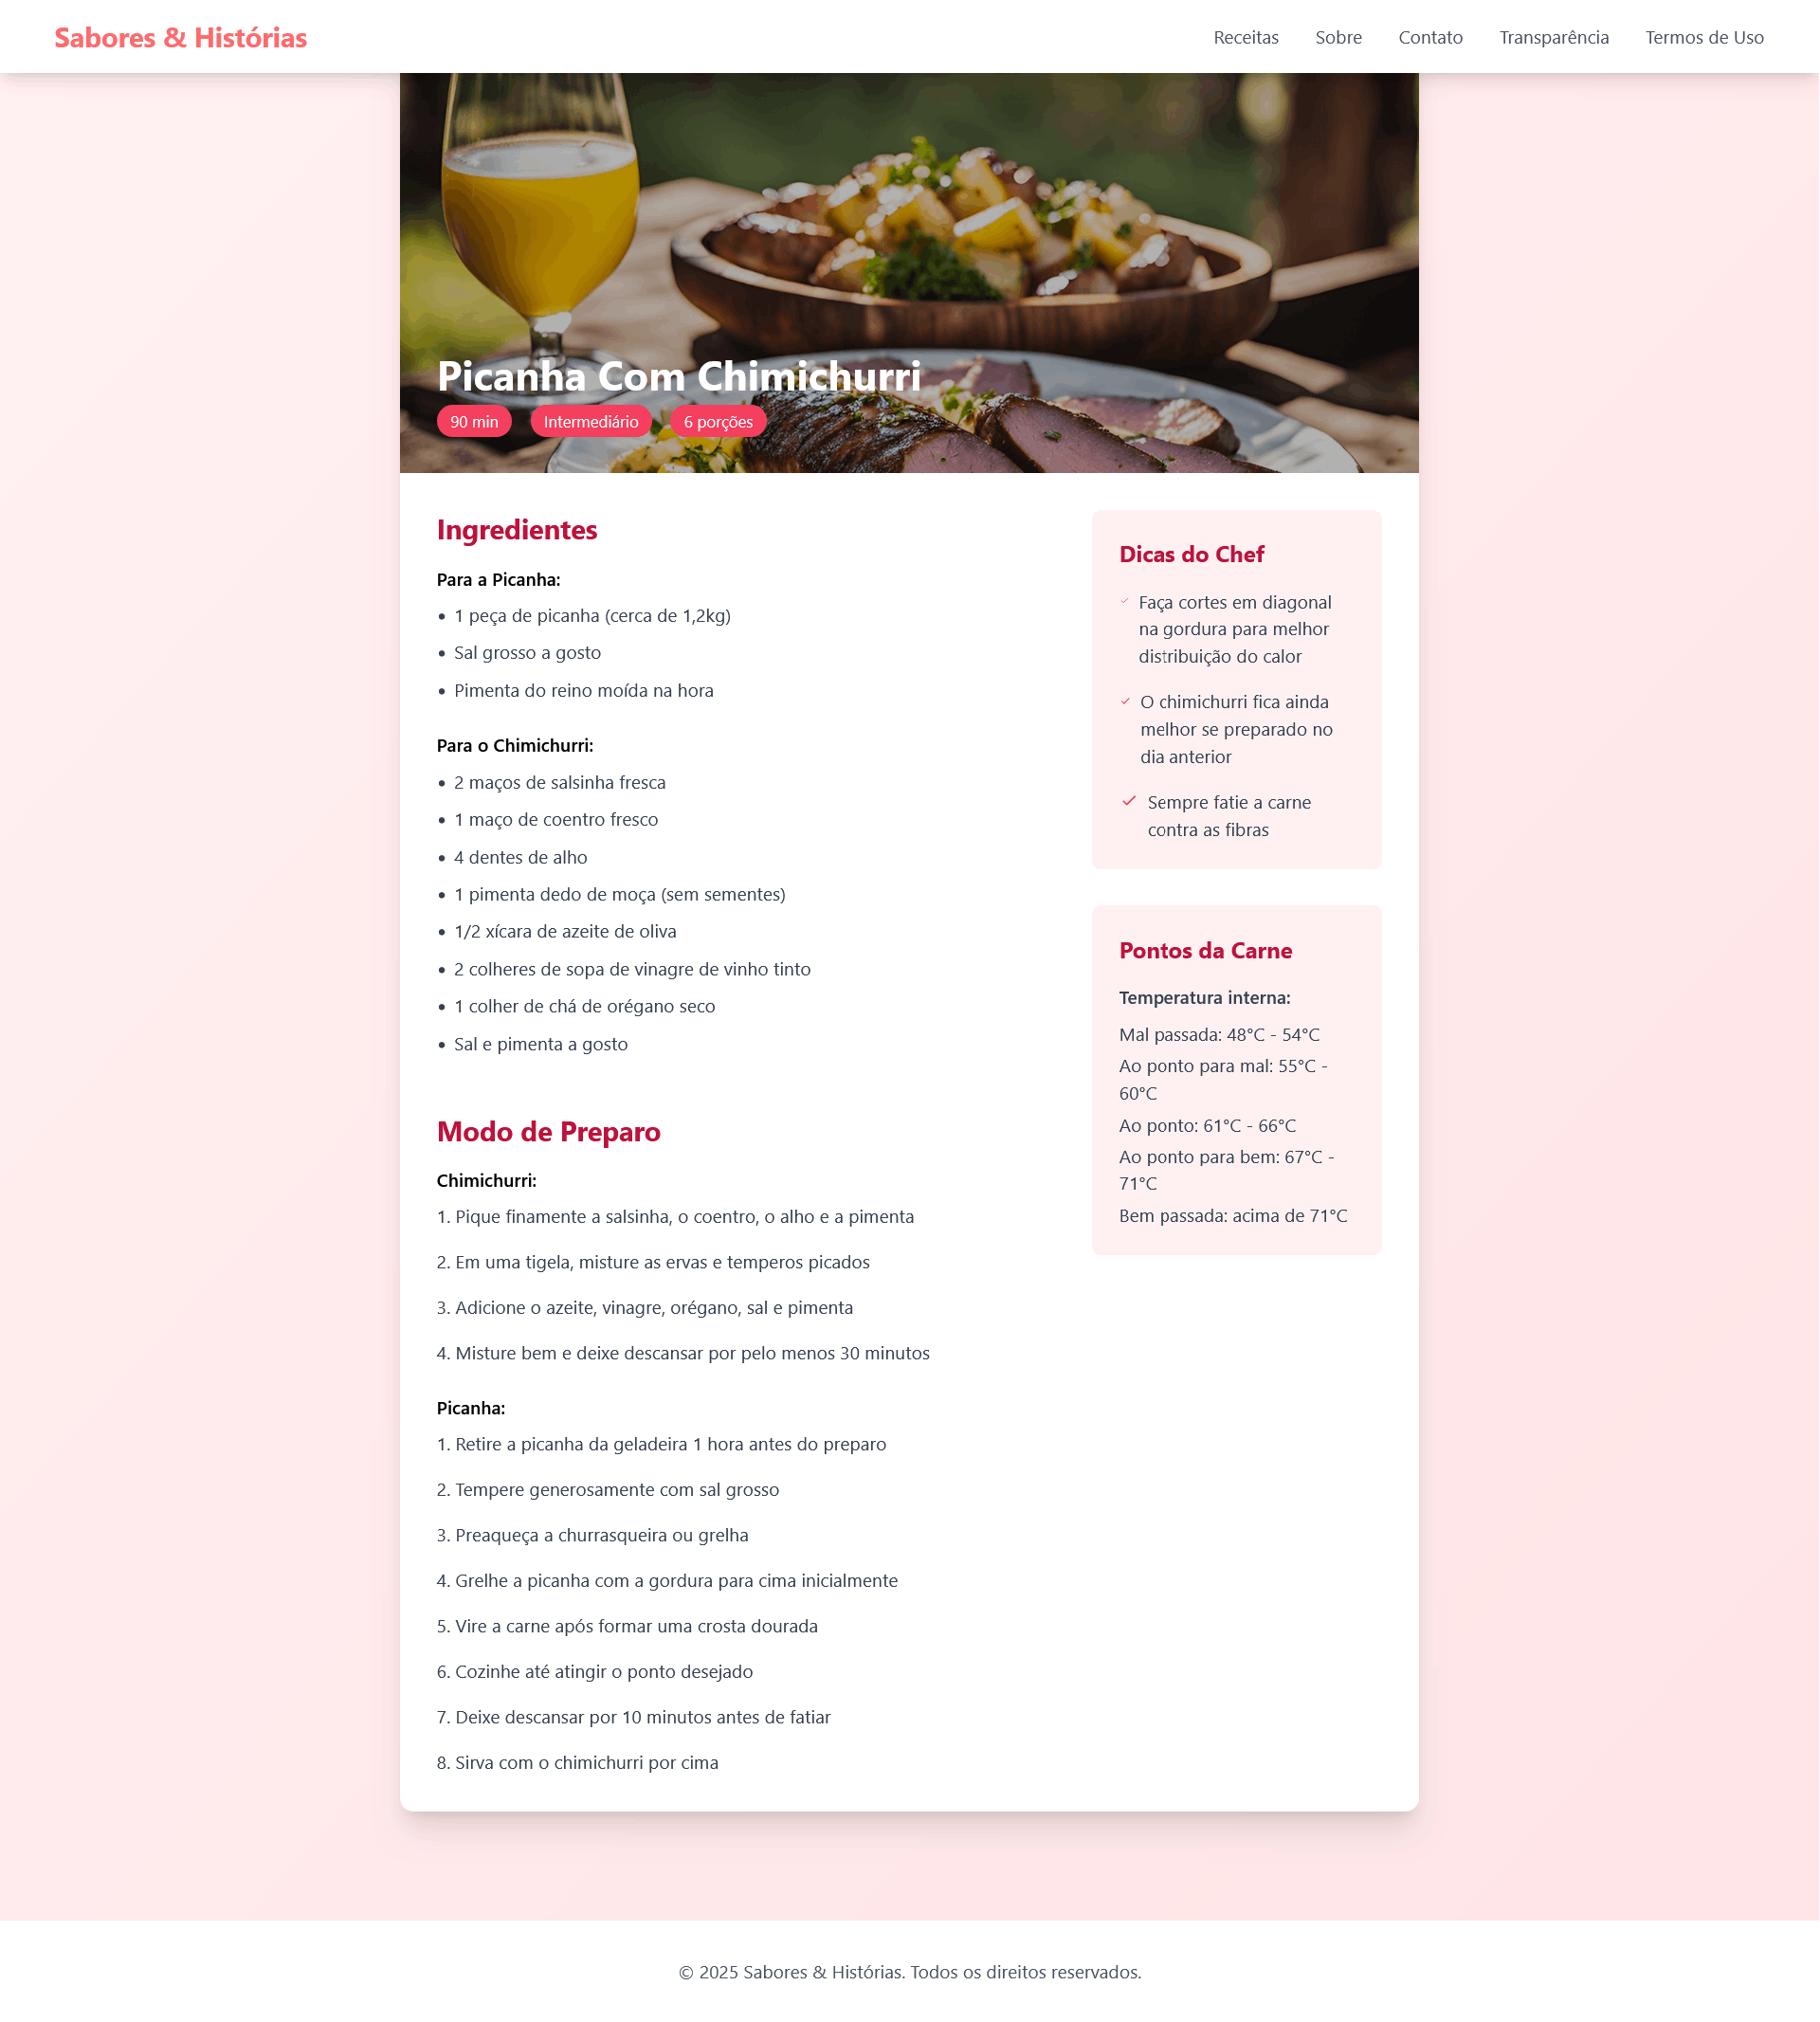 Sabores & Histórias
Receitas
Sobre
Contato
Transparência
Termos de Uso
Picanha Com Chimichurri
90 min
Intermediário
6 porções
Ingredientes
Para a Picanha:
• 1 peça de picanha (cerca de 1,2kg)
• Sal grosso a gosto
• Pimenta do reino moída na hora
Para o Chimichurri:
• 2 maços de salsinha fresca
• 1 maço de coentro fresco
• 4 dentes de alho
• 1 pimenta dedo de moça (sem sementes)
• 1/2 xícara de azeite de oliva
• 2 colheres de sopa de vinagre de vinho tinto
• 1 colher de chá de orégano seco
• Sal e pimenta a gosto
Modo de Preparo
Chimichurri:
1. Pique finamente a salsinha, o coentro, o alho e a pimenta
2. Em uma tigela, misture as ervas e temperos picados
3. Adicione o azeite, vinagre, orégano, sal e pimenta
4. Misture bem e deixe descansar por pelo menos 30 minutos
Picanha:
1. Retire a picanha da geladeira 1 hora antes do preparo
2. Tempere generosamente com sal grosso
3. Preaqueça a churrasqueira ou grelha
4. Grelhe a picanha com a gordura para cima inicialmente
5. Vire a carne após formar uma crosta dourada
6. Cozinhe até atingir o ponto desejado
7. Deixe descansar por 10 minutos antes de fatiar
8. Sirva com o chimichurri por cima
Dicas do Chef
Faça cortes em diagonal
na gordura para melhor
distribuição do calor
O chimichurri fica ainda
melhor se preparado no
dia anterior
Sempre fatie a carne
contra as fibras
Pontos da Carne
Temperatura interna:
Mal passada: 48°C - 54°C
Ao ponto para mal: 55°C -
60°C
Ao ponto: 61°C - 66°C
Ao ponto para bem: 67°C -
71°C
Bem passada: acima de 71°C
© 2025 Sabores & Histórias. Todos os direitos reservados.